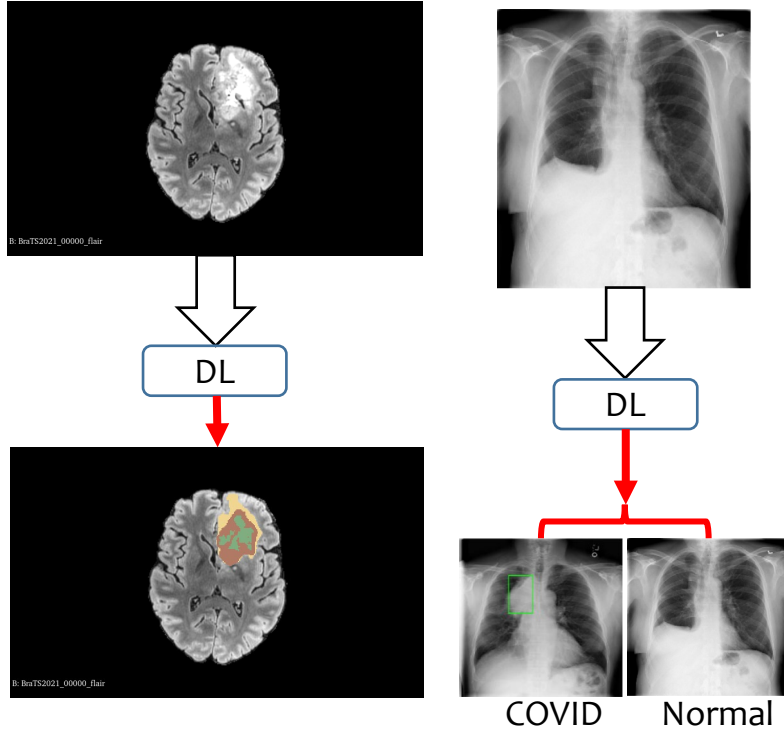 B: BraTS2021_00000_flair
DL
DL
B: BraTS2021_00000_flair
COVID
Normal